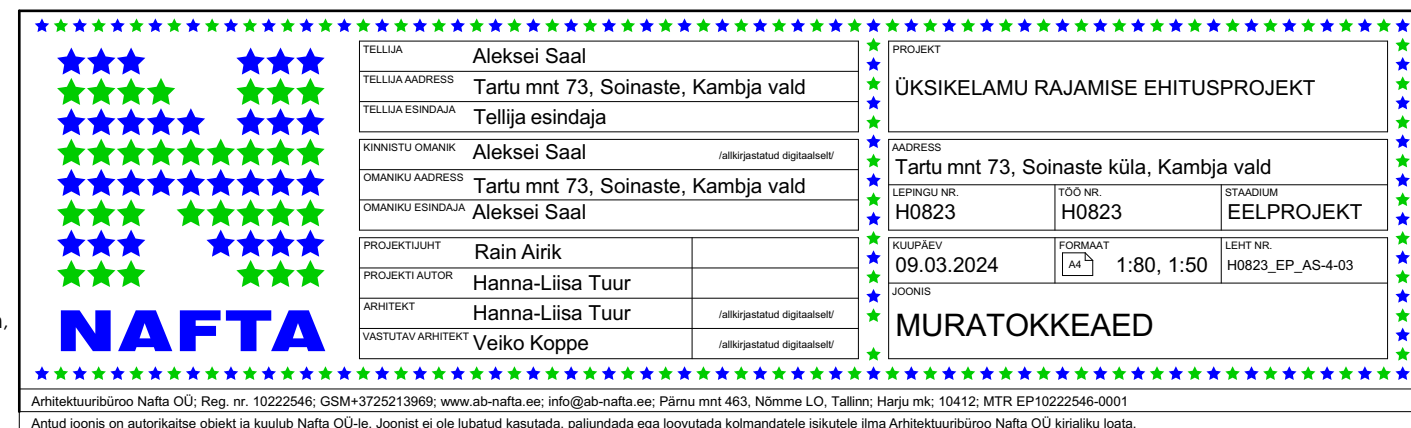 TELLIJA Aleksei Saal
TELLIJA AADRESS Tartu mnt 73, Soinaste, Kambja vald
TELLIJA ESINDAJA Tellija esindaja
KINNISTU OMANIK Aleksei Saal /allkirjastatud digitaalselt/
OMANIKU AADRESS Tartu mnt 73, Soinaste, Kambja vald
OMANIKU ESINDAJA Aleksei Saal
PROJEKTIJUHT Rain Airik
PROJEKTI AUTOR Hanna-Liisa Tuur
ARHITEKT Hanna-Liisa Tuur /allkirjastatud digitaalselt/
VASTUTAV ARHITEKT Veiko Koppe /allkirjastatud digitaalselt/
NAFTA
PROJEKT
ÜKSIKELAMU RAJAMISE EHITUSPROJEKT
AADRESS
Tartu mnt 73, Soinaste küla, Kambja vald
LEPINGU NR. TÖÖ NR. STAADIUM
H0823 H0823 EELPROJEKT
KUUPÄEV FORMAAT LEHT NR.
09.03.2024 A4 1:80, 1:50 H0823_EP_AS-4-03
JOONIS
MURATOKKEAED
Arhitektuuribüroo Nafta OÜ; Reg. nr. 10222546; GSM+3725213969; www.ab-nafta.ee; info@ab-nafta.ee; Pärnu mnt 463, Nõmme LO, Tallinn; Harju mk; 10412; MTR EP10222546-0001
Antud joonis on autorikaitse objekt ja kuulub Nafta OÜ-le. Joonist ei ole lubatud kasutada, paljundada ega loovutada kolmandatele isikutele ilma Arhitektuuribüroo Nafta OÜ kirjaliku loata.